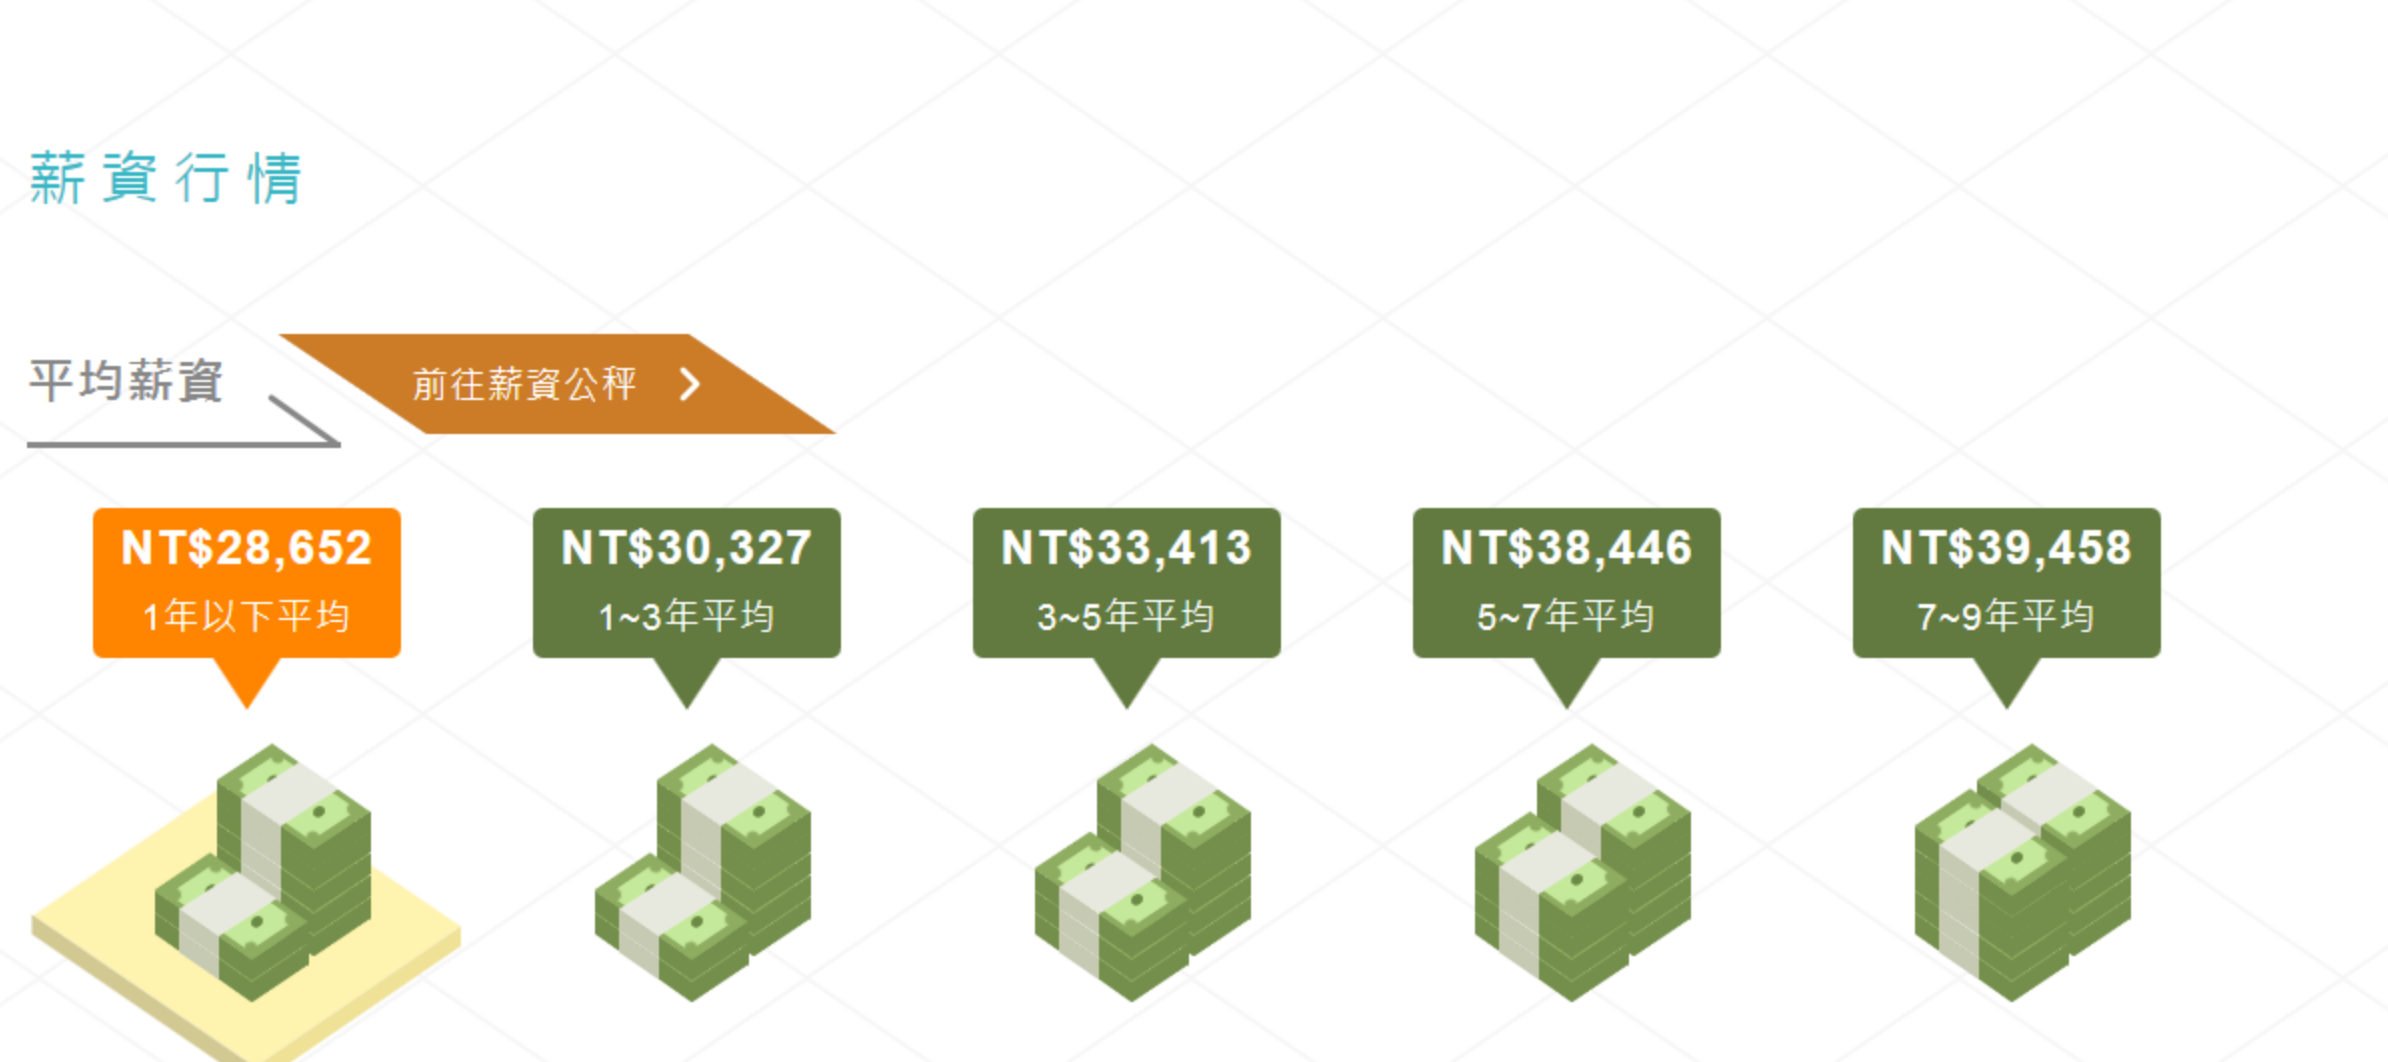 薪資行情
平均薪資
前往薪資公秤
NT$28,652
1年以下平均
NT$30,327
1~3年平均
NT$33,413
3~5年平均
NT$38,446
5~7年平均
NT$39,458
7~9年平均